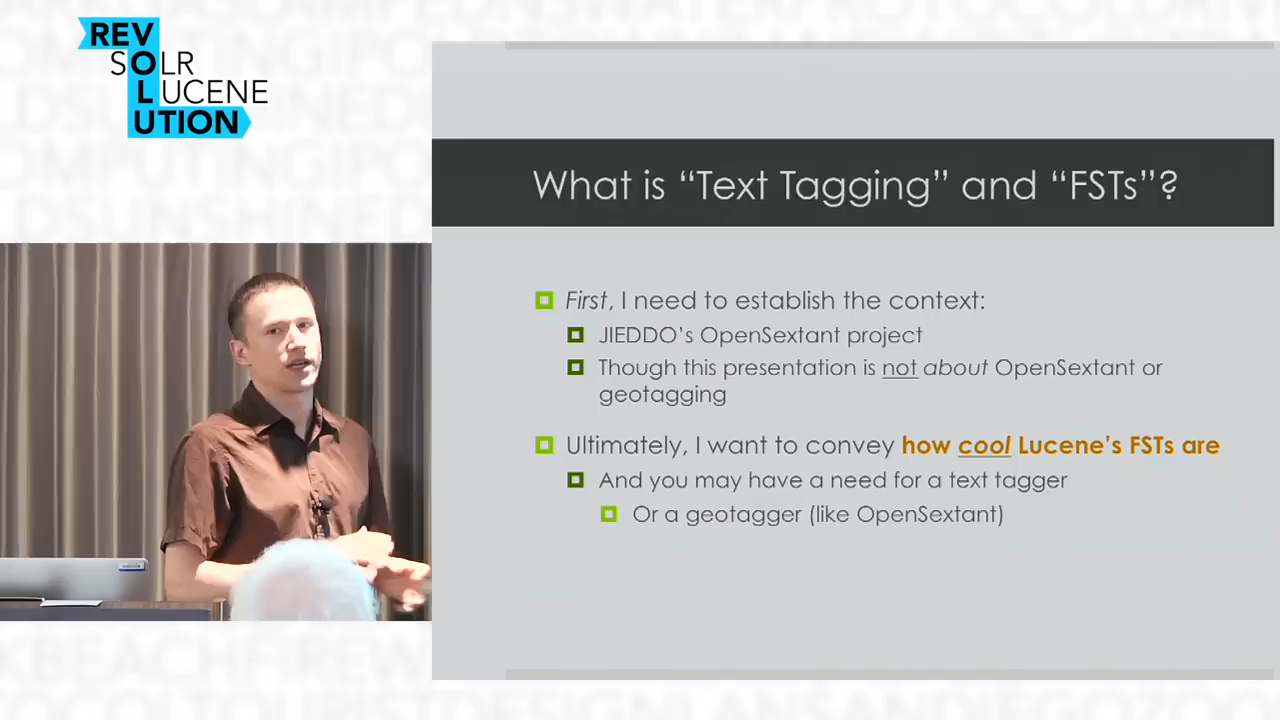 REV
SOLR
LUCENE
UTION
What is “Text Tagging” and “FSTs”?
First, I need to establish the context:
JIEDDO’s OpenSextant project
Though this presentation is not about OpenSextant or
geotagging
Ultimately, I want to convey how cool Lucene’s FSTs are
And you may have a need for a text tagger
Or a geotagger (like OpenSextant)